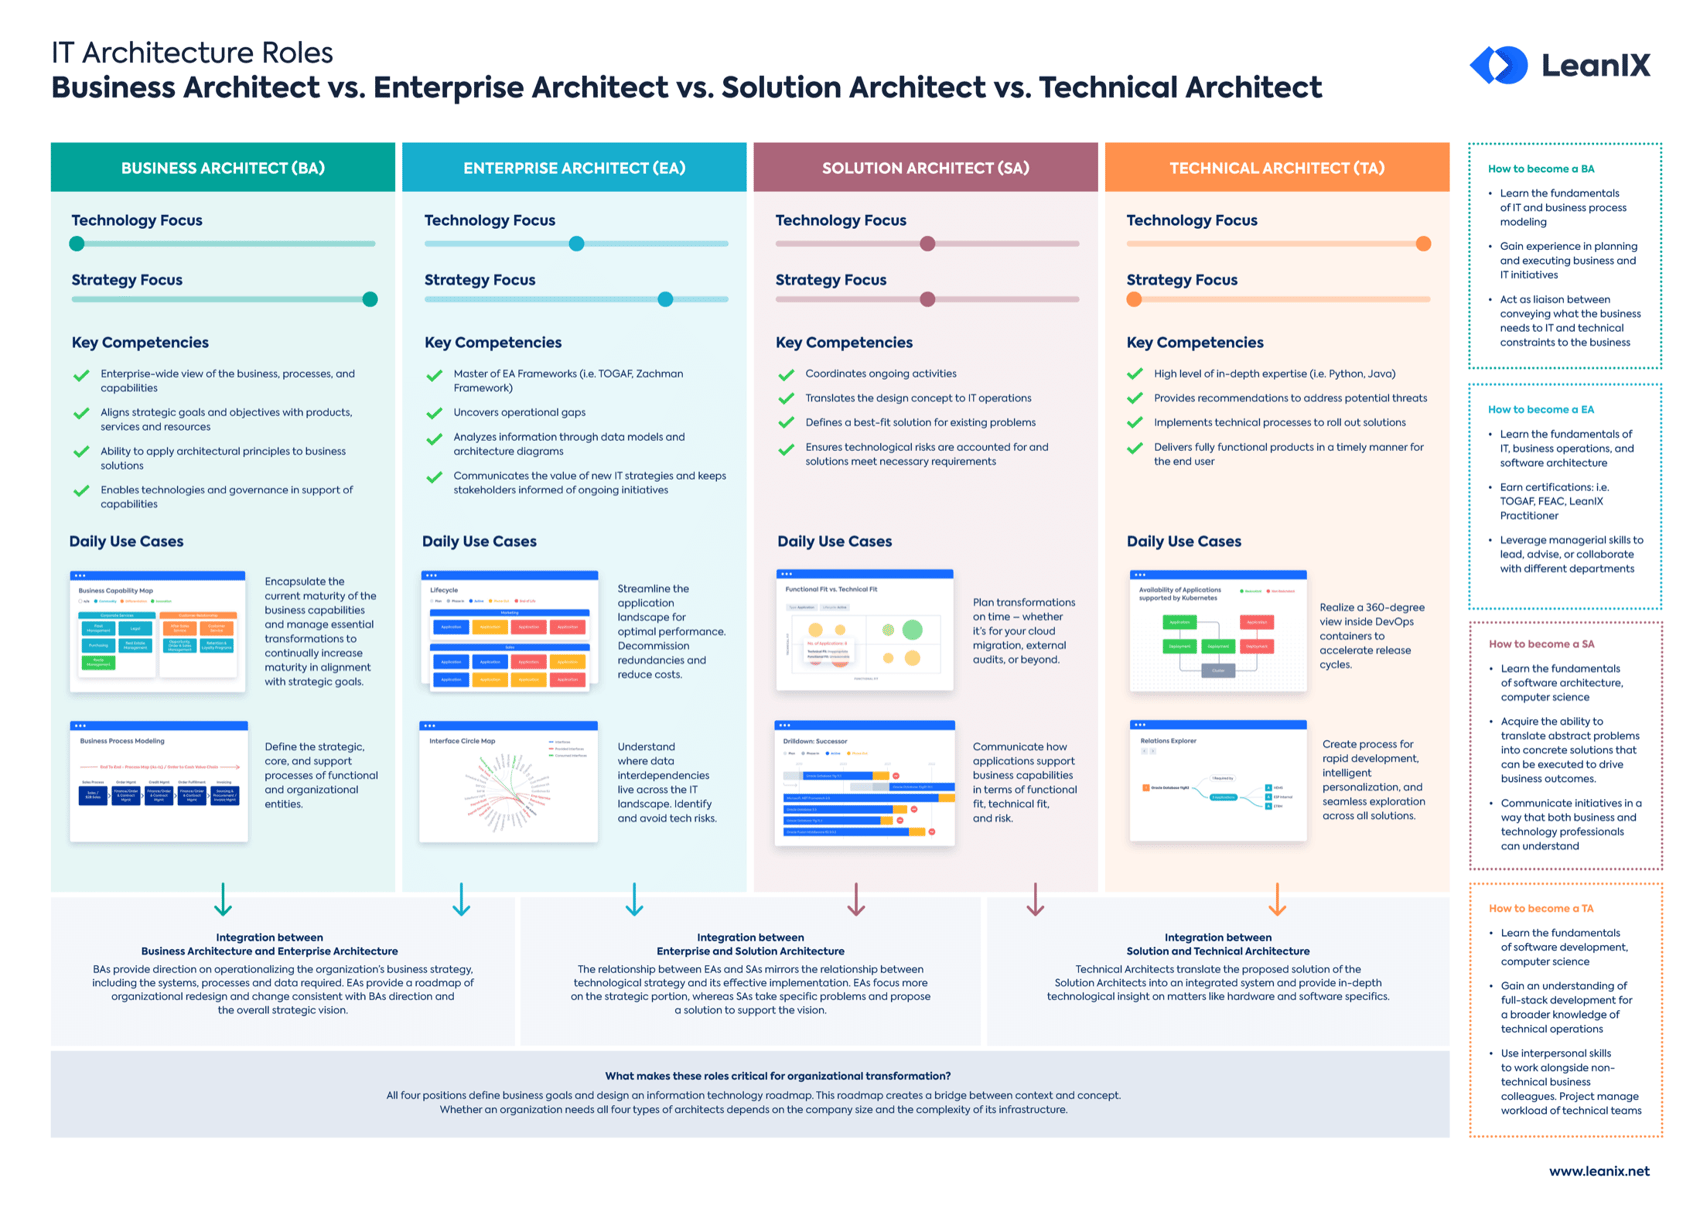 IT Architecture Roles
Business Architect vs. Enterprise Architect vs. Solution Architect vs. Technical Architect
LeanIX
BUSINESS ARCHITECT (BA)
Technology Focus
Strategy Focus
Key Competencies
Enterprise-wide view of the business, processes, and
capabilities
Aligns strategic goals and objectives with products,
services and resources
Ability to apply architectural principles to business
solutions
Enables technologies and governance in support of
capabilities
Daily Use Cases
Business Capability Map
Encapsulate the
current maturity of the
business capabilities
and manage essential
transformations to
continually increase
maturity in alignment
with strategic goals.
Business Process Modeling
Define the strategic,
core, and support
processes of functional
and organizational
entities.
ENTERPRISE ARCHITECT (EA)
Technology Focus
Strategy Focus
Key Competencies
Master of EA Frameworks (i.e. TOGAF, Zachman
Framework)
Uncovers operational gaps
Analyzes information through data models and
architecture diagrams
Communicates the value of new IT strategies and keeps
stakeholders informed of ongoing initiatives
Daily Use Cases
Lifecycle
Marketing
Application Application Application Application
Sales
Application Application Application Application
Application Application Application Application
Streamline the
application
landscape for
optimal performance.
Decommission
redundancies and
reduce costs.
Interface Circle Map
Understand
where data
interdependencies
live across the IT
landscape. Identify
and avoid tech risks.
SOLUTION ARCHITECT (SA)
Technology Focus
Strategy Focus
Key Competencies
Coordinates ongoing activities
Translates the design concept to IT operations
Defines a best-fit solution for existing problems
Ensures technological risks are accounted for and
solutions meet necessary requirements
Daily Use Cases
Functional Fit vs. Technical Fit
Plan transformations
on time – whether
it's for your cloud
migration, external
audits, or beyond.
Drilldown: Successor
Communicate how
applications support
business capabilities
in terms of functional
fit, technical fit,
and risk.
TECHNICAL ARCHITECT (TA)
Technology Focus
Strategy Focus
Key Competencies
High level of in-depth expertise (i.e. Python, Java)
Provides recommendations to address potential threats
Implements technical processes to roll out solutions
Delivers fully functional products in a timely manner for
the end user
Daily Use Cases
Availability of Applications
supported by Kubernetes
Application Application
Deployment Deployment Deployment
Cluster
Realize a 360-degree
view inside DevOps
containers to
accelerate release
cycles.
Relations Explorer
Create process for
rapid development,
intelligent
personalization, and
seamless exploration
across all solutions.
Integration between
Business Architecture and Enterprise Architecture
BAs provide direction on operationalizing the organization's business strategy,
including the systems, processes and data required. EAs provide a roadmap of
organizational redesign and change consistent with BAs direction and
the overall strategic vision.
Integration between
Enterprise and Solution Architecture
The relationship between EAs and SAs mirrors the relationship between
technological strategy and its effective implementation. EAs focus more
on the strategic portion, whereas SAs take specific problems and propose
a solution to support the vision.
Integration between
Solution and Technical Architecture
Technical Architects translate the proposed solution of the
Solution Architects into an integrated system and provide in-depth
technological insight on matters like hardware and software specifics.
What makes these roles critical for organizational transformation?
All four positions define business goals and design an information technology roadmap. This roadmap creates a bridge between context and concept.
Whether an organization needs all four types of architects depends on the company size and the complexity of its infrastructure.
How to become a BA
• Learn the fundamentals
of IT and business process
modeling
• Gain experience in planning
and executing business and
IT initiatives
• Act as liaison between
conveying what the business
needs to IT and technical
constraints to the business
How to become a EA
• Learn the fundamentals of
IT, business operations, and
software architecture
• Earn certifications: i.e.
TOGAF, FEAC, LeanIX
Practitioner
• Leverage managerial skills to
lead, advise, or collaborate
with different departments
How to become a SA
• Learn the fundamentals
of software architecture,
computer science
• Acquire the ability to
translate abstract problems
into concrete solutions that
can be executed to drive
business outcomes.
• Communicate initiatives in a
way that both business and
technology professionals
can understand
How to become a TA
• Learn the fundamentals
of software development,
computer science
• Gain an understanding of
full-stack development for
a broader knowledge of
technical operations
• Use interpersonal skills
to work alongside non-
technical business
colleagues. Project manage
workload of technical teams
www.leanix.net